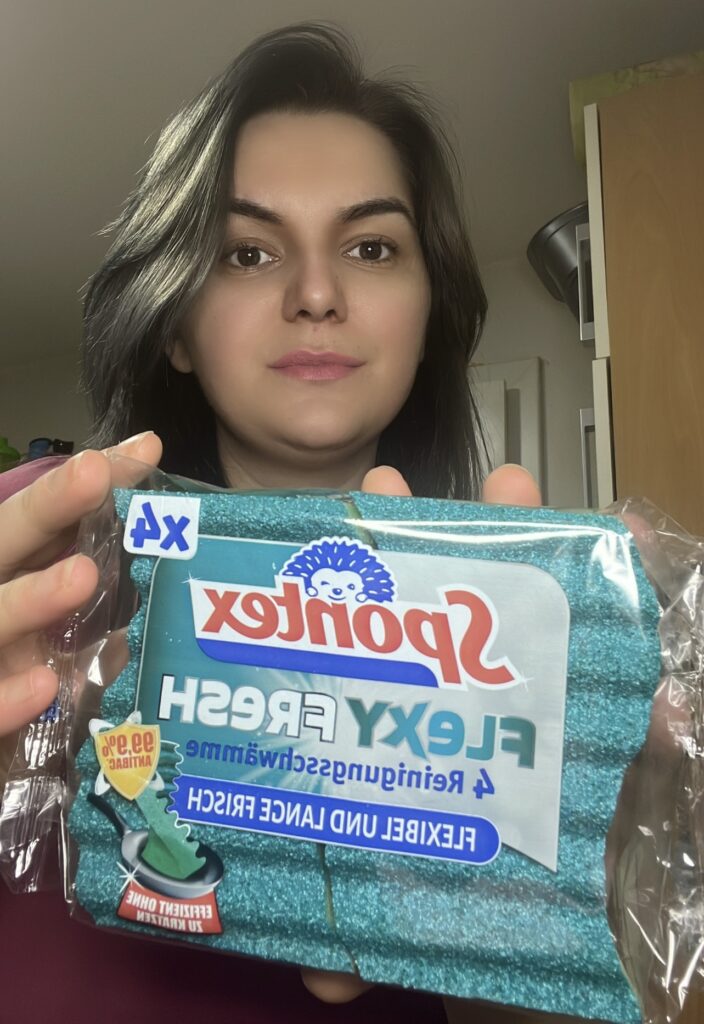 x4
Spontex
FLeXY FReSH
4 Reinigungsschwämme
FLEXIBEL UND LANGE FRISCH
99,9%
ANTIBAC*
EFFIZIENT OHNE
ZU KRATZEN